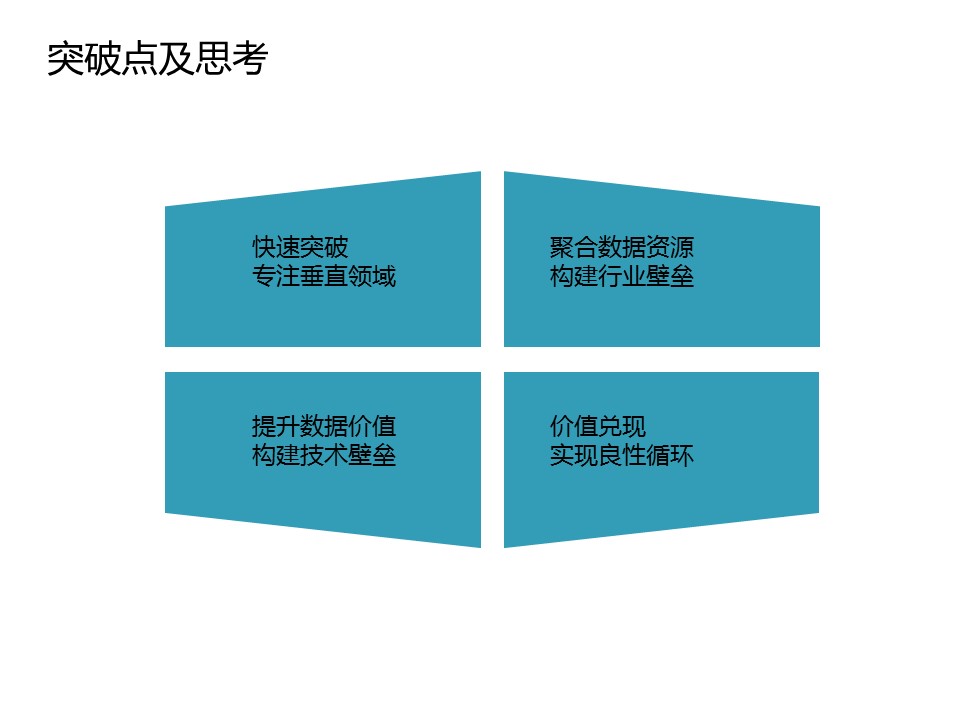 突破点及思考
快速突破
专注垂直领域
聚合数据资源
构建行业壁垒
提升数据价值
构建技术壁垒
价值兑现
实现良性循环